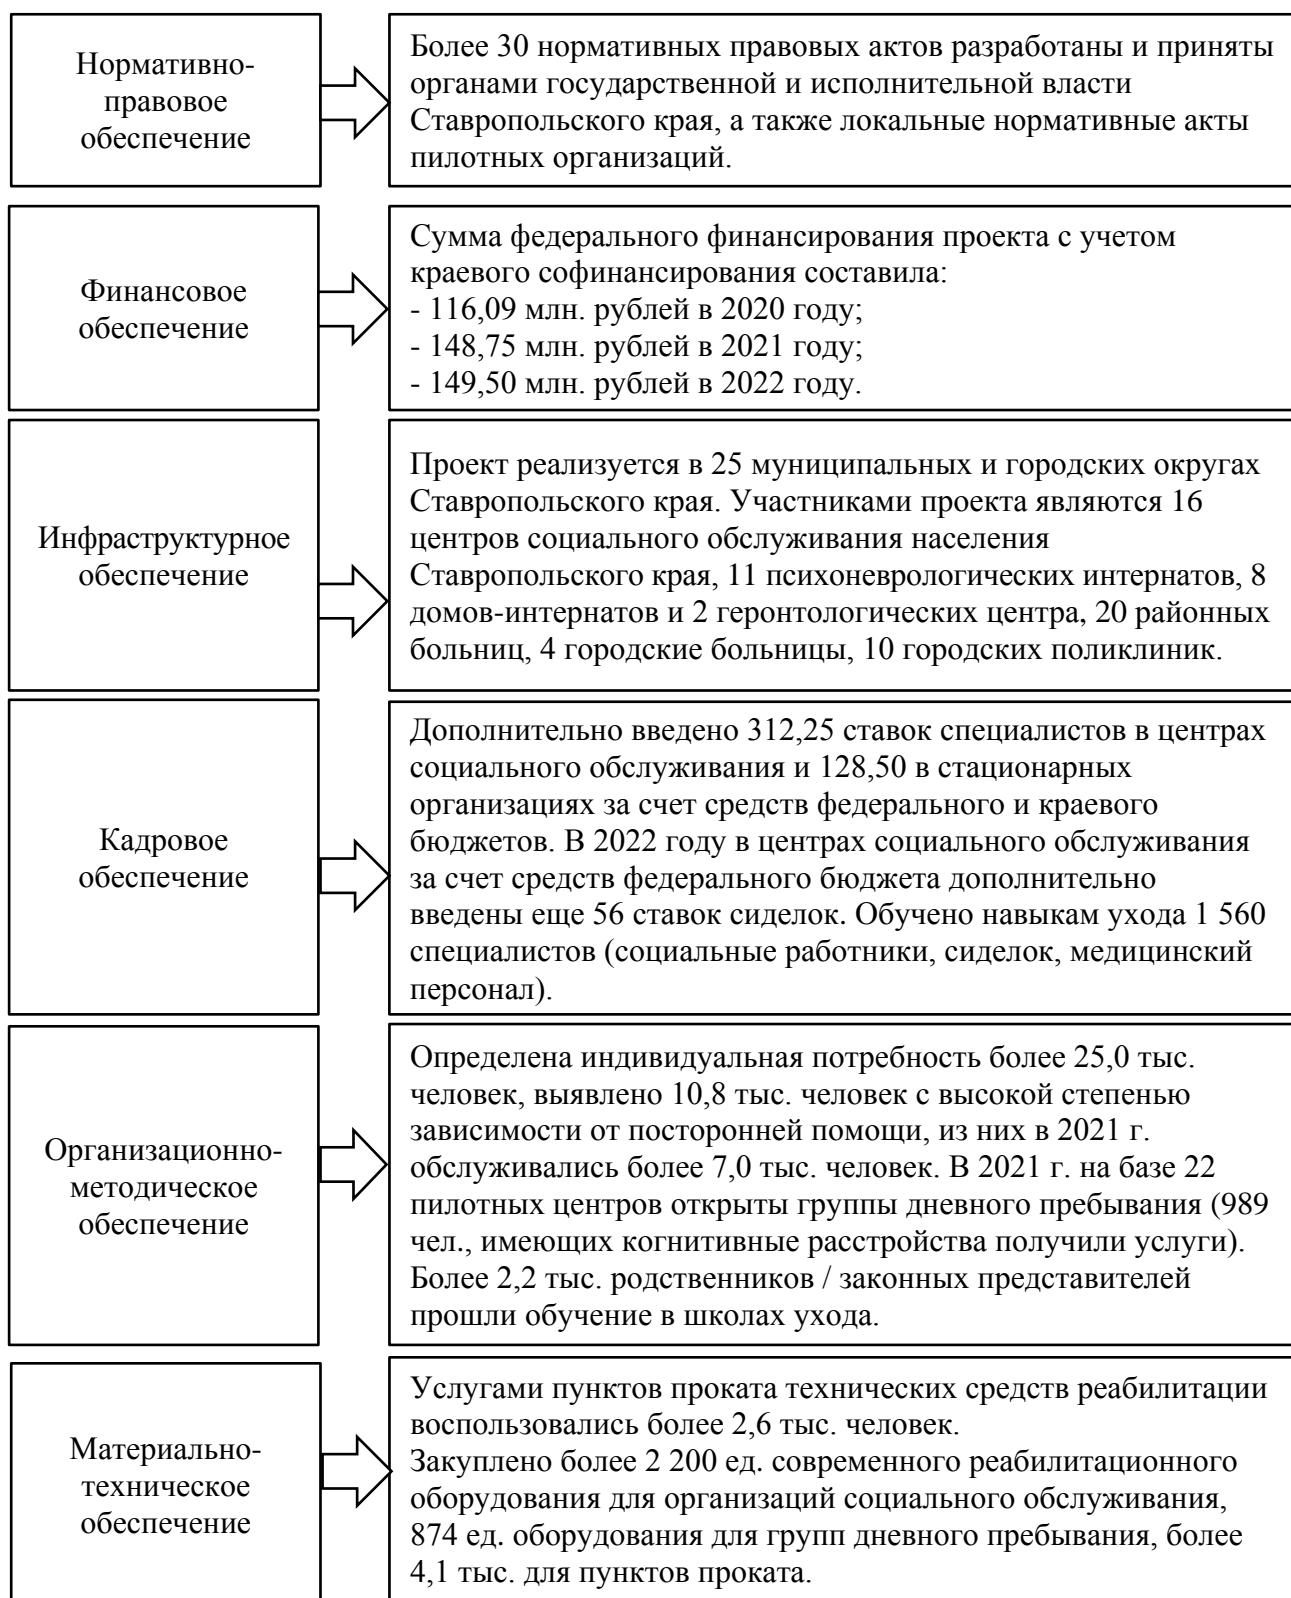 Нормативно-
правовое
обеспечение
Более 30 нормативных правовых актов разработаны и приняты
органами государственной и исполнительной власти
Ставропольского края, а также локальные нормативные акты
пилотных организаций.
Финансовое
обеспечение
Сумма федерального финансирования проекта с учетом
краевого софинансирования составила:
- 116,09 млн. рублей в 2020 году;
- 148,75 млн. рублей в 2021 году;
- 149,50 млн. рублей в 2022 году.
Инфраструктурное
обеспечение
Проект реализуется в 25 муниципальных и городских округах
Ставропольского края. Участниками проекта являются 16
центров социального обслуживания населения
Ставропольского края, 11 психоневрологических интернатов, 8
домов-интернатов и 2 геронтологических центра, 20 районных
больниц, 4 городские больницы, 10 городских поликлиник.
Кадровое
обеспечение
Дополнительно введено 312,25 ставок специалистов в центрах
социального обслуживания и 128,50 в стационарных
организациях за счет средств федерального и краевого
бюджетов. В 2022 году в центрах социального обслуживания
за счет средств федерального бюджета дополнительно
введены еще 56 ставок сиделок. Обучено навыкам ухода 1 560
специалистов (социальные работники, сиделок, медицинский
персонал).
Организационно-
методическое
обеспечение
Определена индивидуальная потребность более 25,0 тыс.
человек, выявлено 10,8 тыс. человек с высокой степенью
зависимости от посторонней помощи, из них в 2021 г.
обслуживались более 7,0 тыс. человек. В 2021 г. на базе 22
пилотных центров открыты группы дневного пребывания (989
чел., имеющих когнитивные расстройства получили услуги).
Более 2,2 тыс. родственников / законных представителей
прошли обучение в школах ухода.
Материально-
техническое
обеспечение
Услугами пунктов проката технических средств реабилитации
воспользовались более 2,6 тыс. человек.
Закуплено более 2 200 ед. современного реабилитационного
оборудования для организаций социального обслуживания,
874 ед. оборудования для групп дневного пребывания, более
4,1 тыс. для пунктов проката.